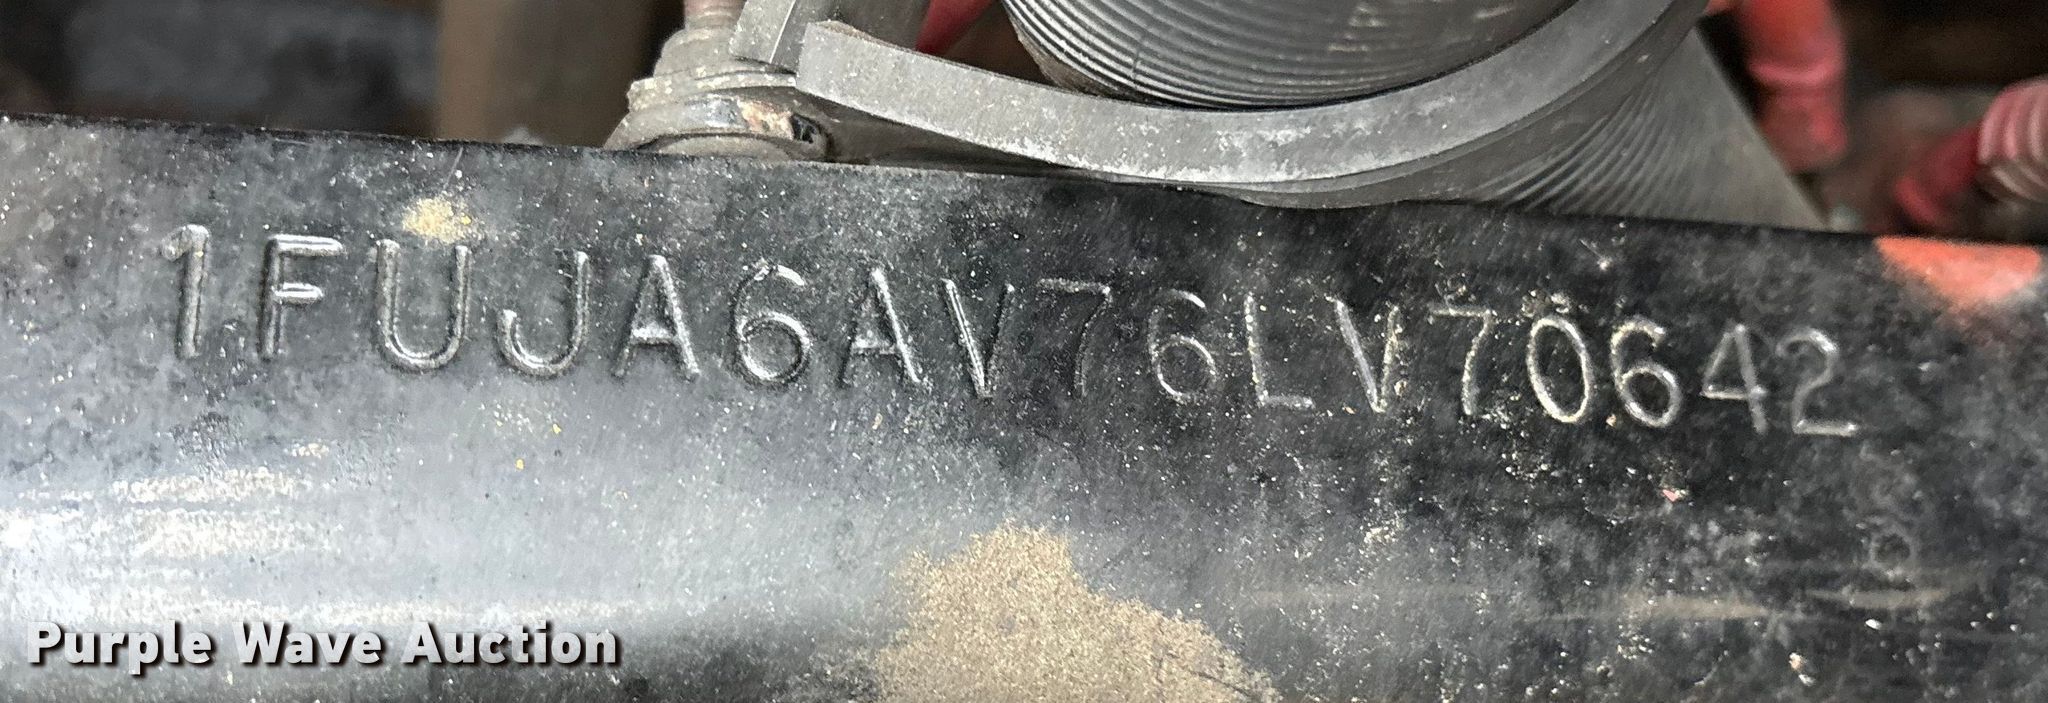 1FUJA6AV76LV70642
Purple Wave Auction